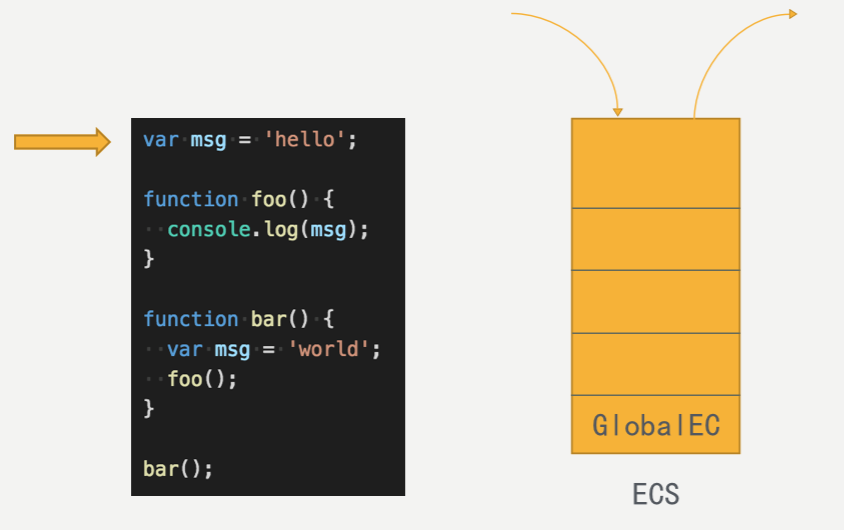 var msg = 'hello';
function foo() {
  console.log(msg);
}
function bar() {
  var msg = 'world';
  foo();
}
bar();
GlobalEC
ECS